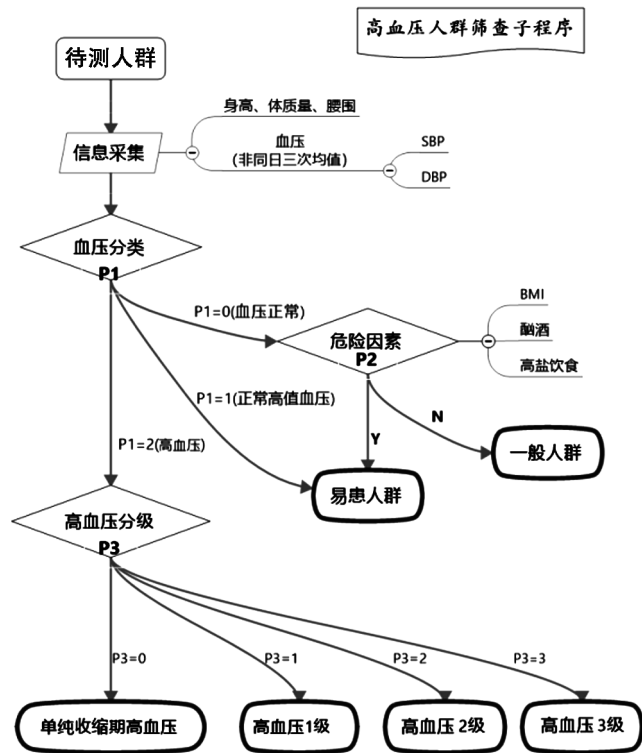 高血压人群筛查子程序
待测人群
身高、体质量、腰围
信息采集
血压
(非同日三次均值)
SBP
DBP
血压分类
P1
P1=0(血压正常)
危险因素
P2
BMI
酗酒
高盐饮食
P1=1(正常高值血压)
Y
N
P1=2(高血压)
一般人群
易患人群
高血压分级
P3
P3=0
P3=1
P3=2
P3=3
单纯收缩期高血压
高血压1级
高血压2级
高血压3级